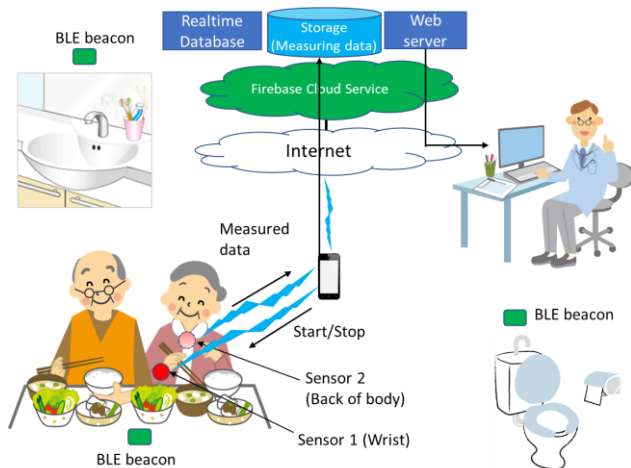 Realtime
Database
Storage
(Measuring data)
Web
server
BLE beacon
Firebase Cloud Service
Internet
Measured
data
Start/Stop
BLE beacon
Sensor 2
(Back of body)
Sensor 1 (Wrist)
BLE beacon